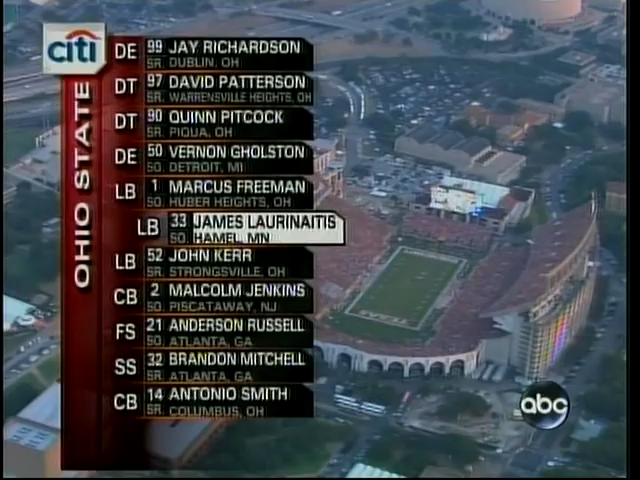 citi
OHIO STATE
DE 99 JAY RICHARDSON
SR. DUBLIN, OH
DT 97 DAVID PATTERSON
SR. WARRENSVILLE HEIGHTS, OH
DT 90 QUINN PITCOCK
SR. PIQUA, OH
DE 50 VERNON GHOLSTON
SO. DETROIT, MI
LB 1 MARCUS FREEMAN
SO. HUBER HEIGHTS, OH
LB 33 JAMES LAURINAITIS
SO. HAMEL, MN
LB 52 JOHN KERR
SR. STRONGSVILLE, OH
CB 2 MALCOLM JENKINS
SO. PISCATAWAY, NJ
FS 21 ANDERSON RUSSELL
SO. ATLANTA, GA
SS 32 BRANDON MITCHELL
SR. ATLANTA, GA
CB 14 ANTONIO SMITH
SR. COLUMBUS, OH
abc